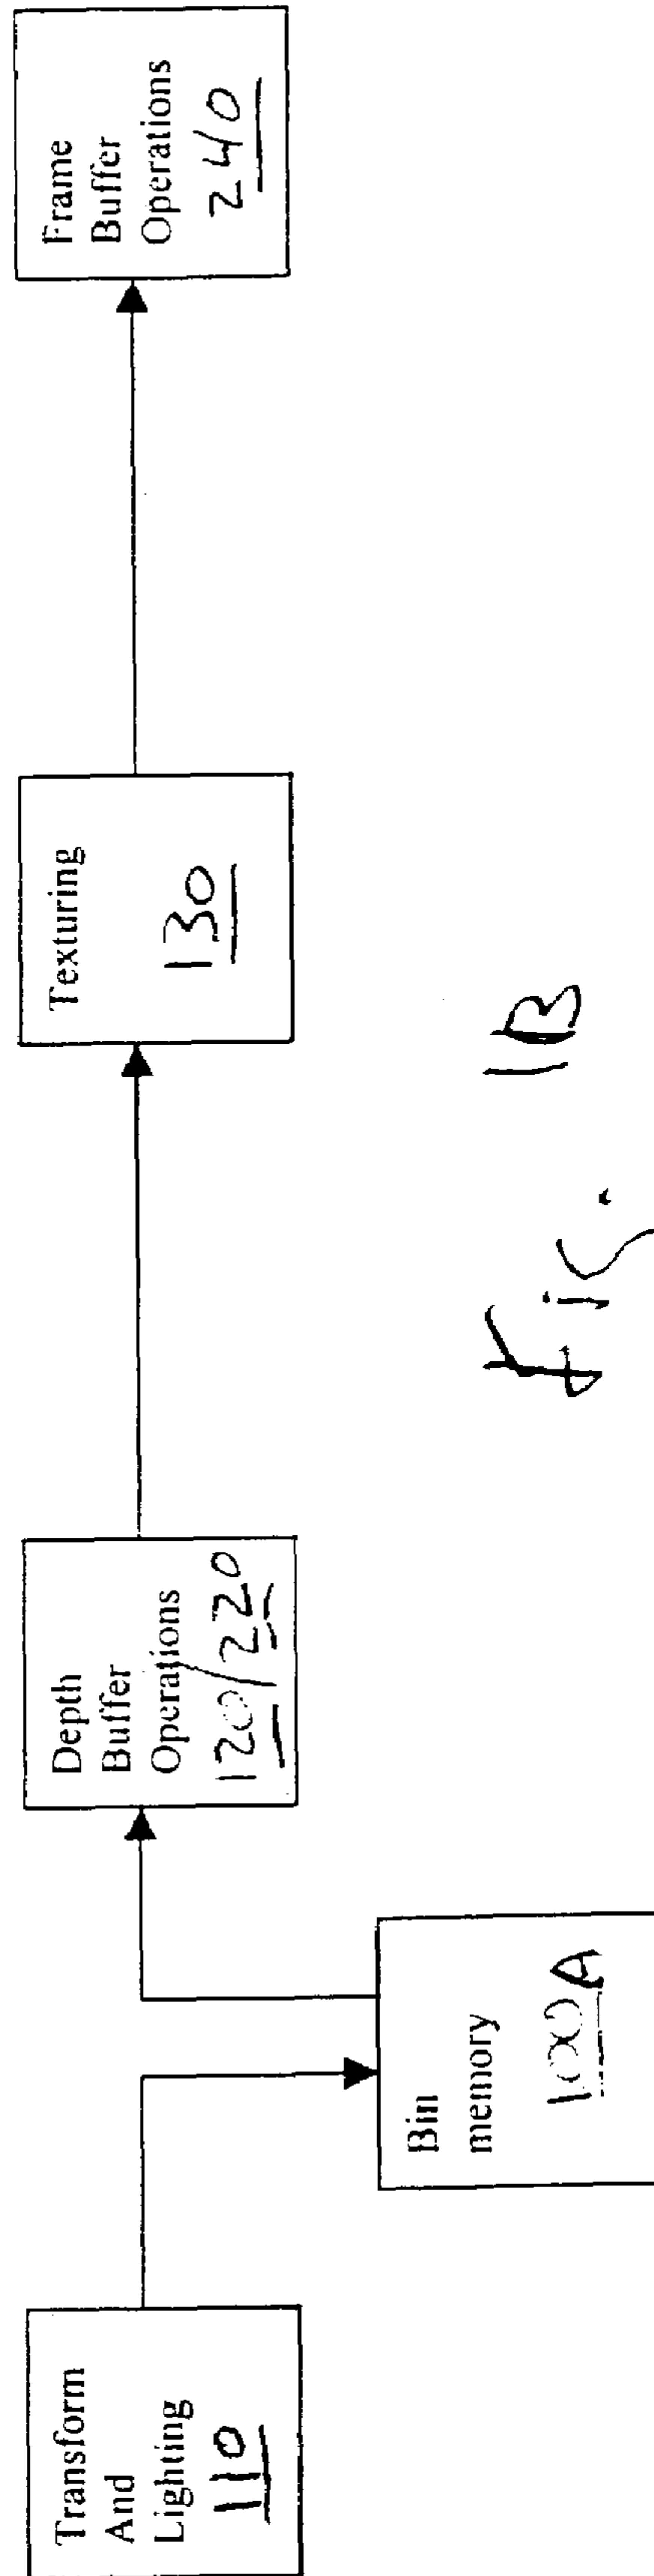 Transform
And
Lighting
110
Bin
memory
100A
Depth
Buffer
Operations
120/220
Texturing
130
Frame
Buffer
Operations
240
Fig. 1B